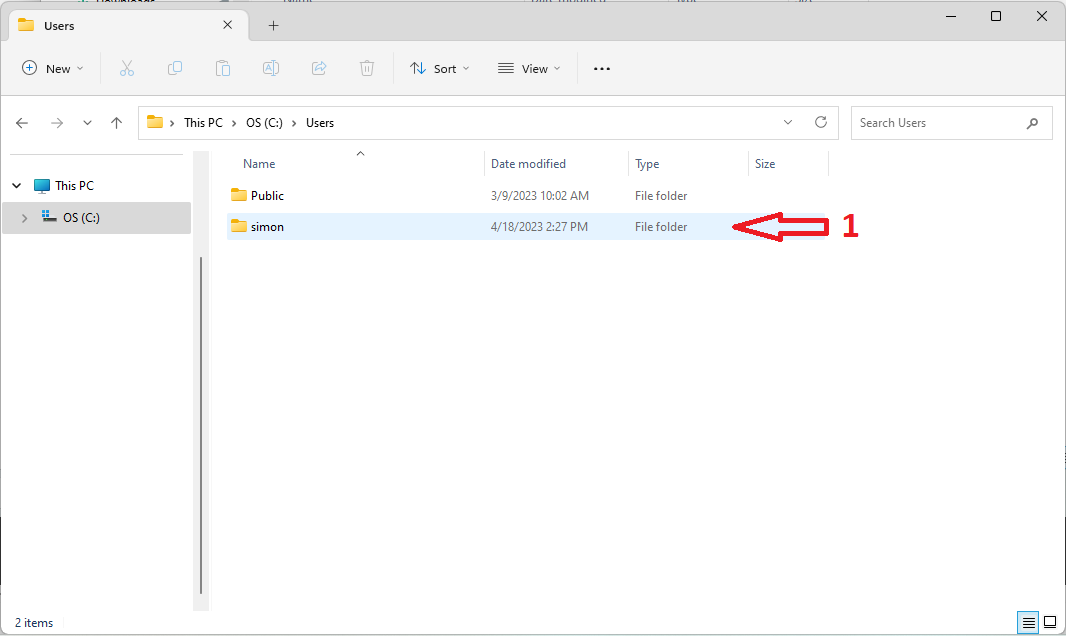 Users
New
Sort
View
This PC
OS (C:)
Users
Search Users
Name
Date modified
Type
Size
This PC
OS (C:)
Public
3/9/2023 10:02 AM
File folder
simon
4/18/2023 2:27 PM
File folder
1
2 items